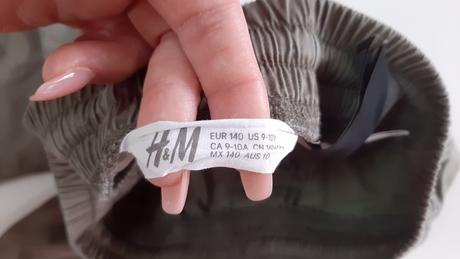 H&M
EUR 140 US 9-10Y
CA 9-10A CN
MX 140 AUS 10